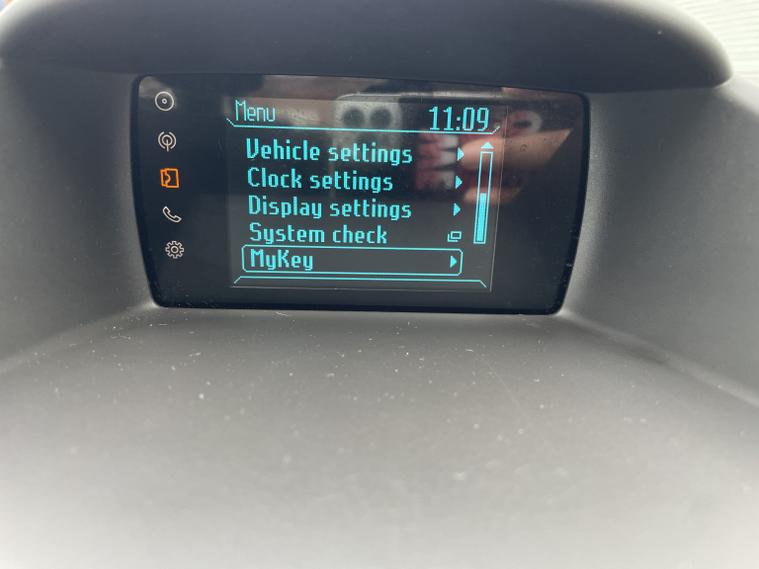 Menu 11:09
Vehicle settings
Clock settings
Display settings
System check
MyKey